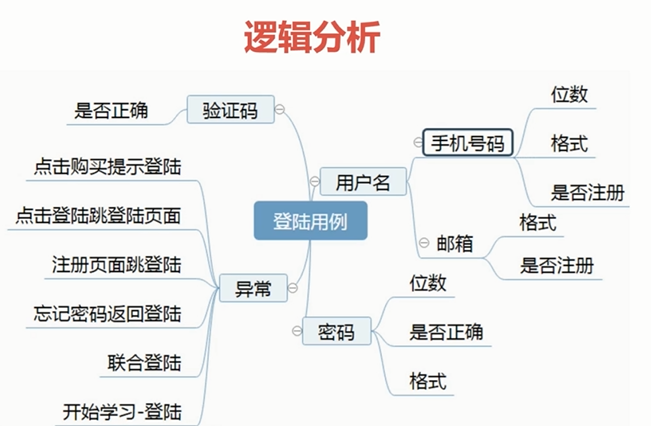 逻辑分析
登陆用例
验证码
是否正确
用户名
手机号码
位数
格式
是否注册
邮箱
格式
是否注册
密码
位数
是否正确
格式
异常
点击购买提示登陆
点击登陆跳登陆页面
注册页面跳登陆
忘记密码返回登陆
联合登陆
开始学习-登陆